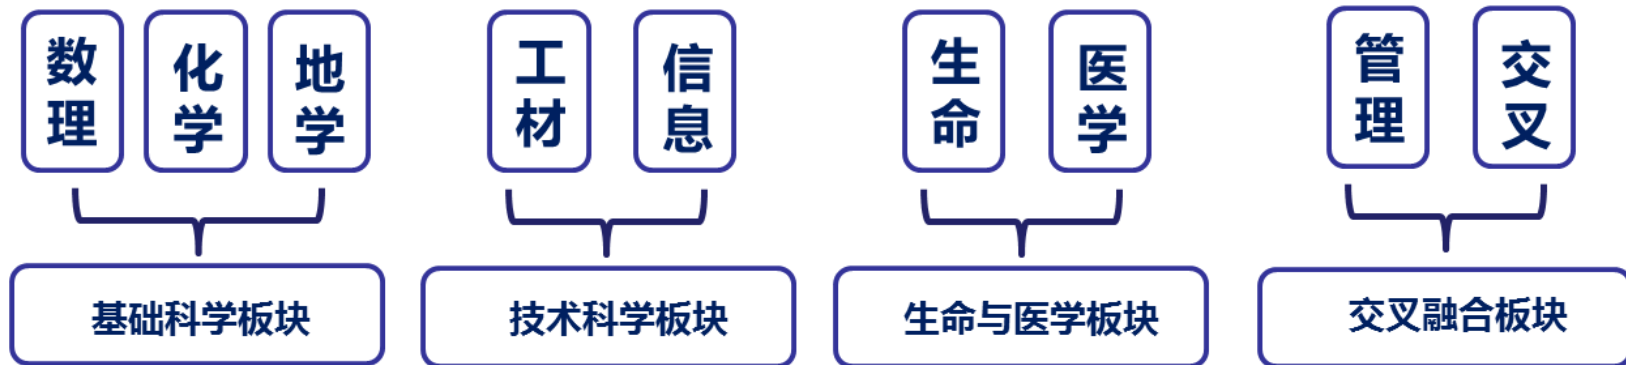 数理
化学
地学
工材
信息
生命
医学
管理
交叉
基础科学板块
技术科学板块
生命与医学板块
交叉融合板块